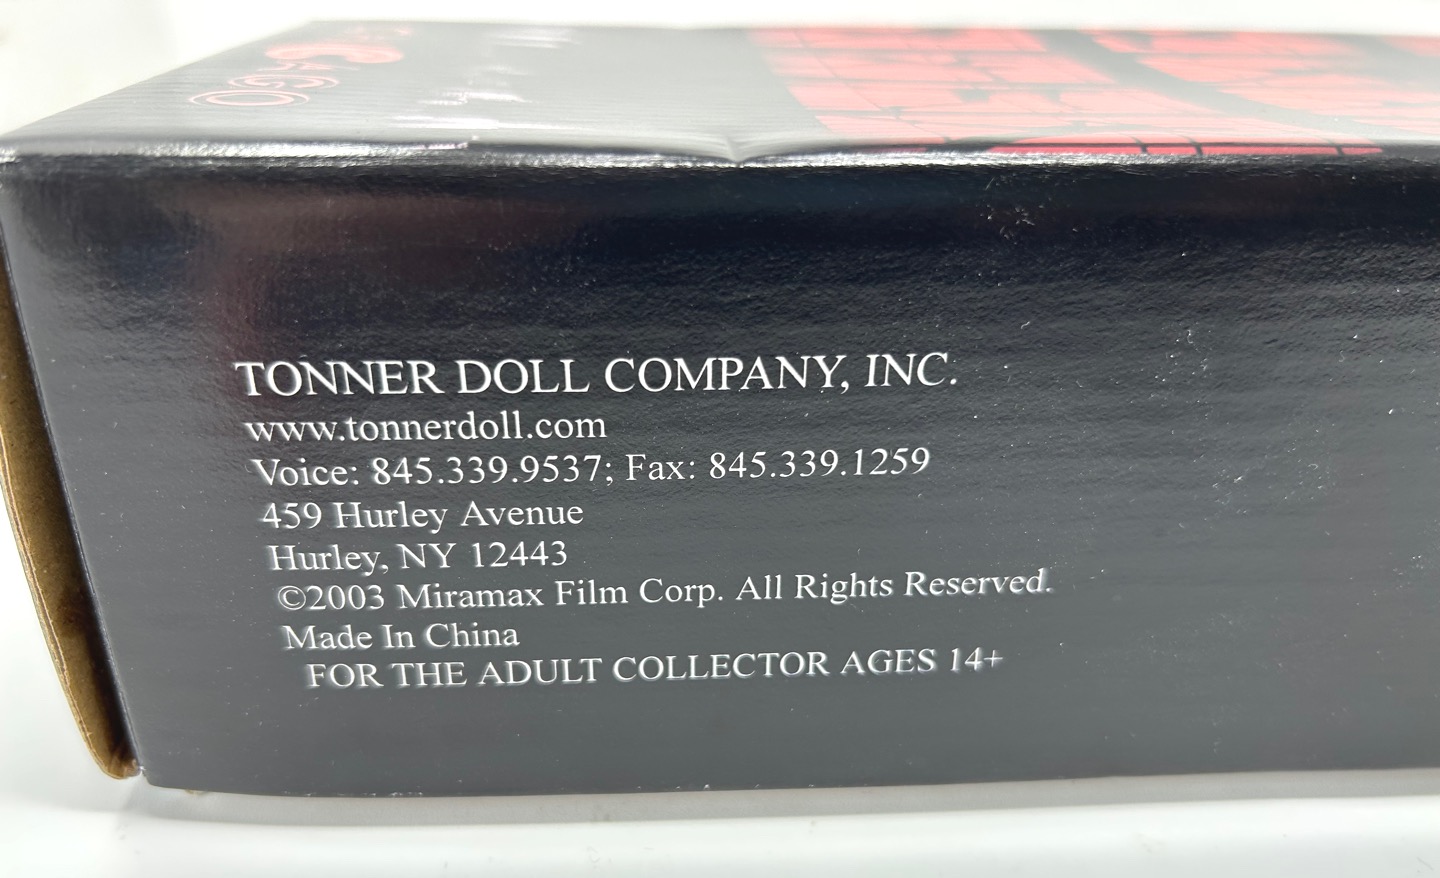 CAGO
TONNER DOLL COMPANY, INC.
www.tonnerdoll.com
Voice: 845.339.9537; Fax: 845.339.1259
459 Hurley Avenue
Hurley, NY 12443
©2003 Miramax Film Corp. All Rights Reserved.
Made In China
FOR THE ADULT COLLECTOR AGES 14+